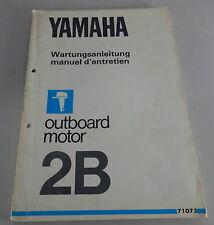 YAMAHA
Wartungsanleitung
manuel d'entretien
outboard
motor
2B
71073